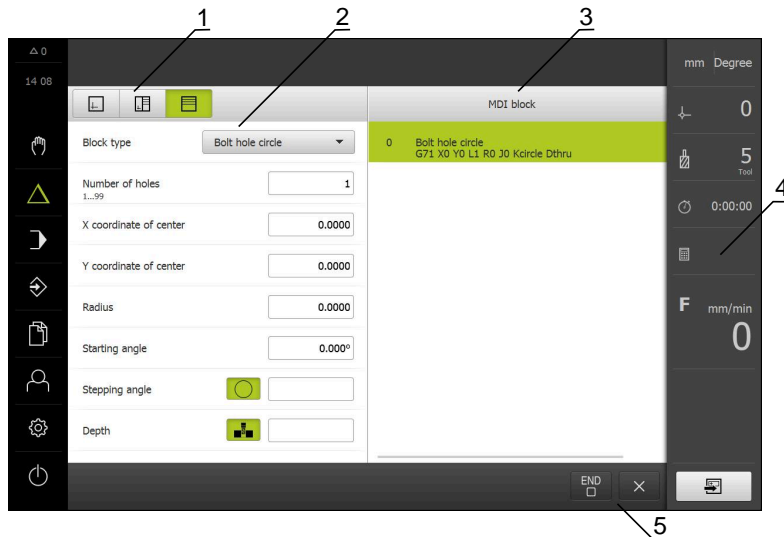 1
2
3
0
14 08
mm Degree
MDI block
0
Block type
Bolt hole circle
0 Bolt hole circle
G71 X0 Y0 L1 R0 J0 Kcircle Dthru
5
Tool
Number of holes
1...99
1
4
0:00:00
X coordinate of center
0.0000
Y coordinate of center
0.0000
Radius
0.0000
F mm/min
0
Starting angle
0.000°
Stepping angle
Depth
END
5